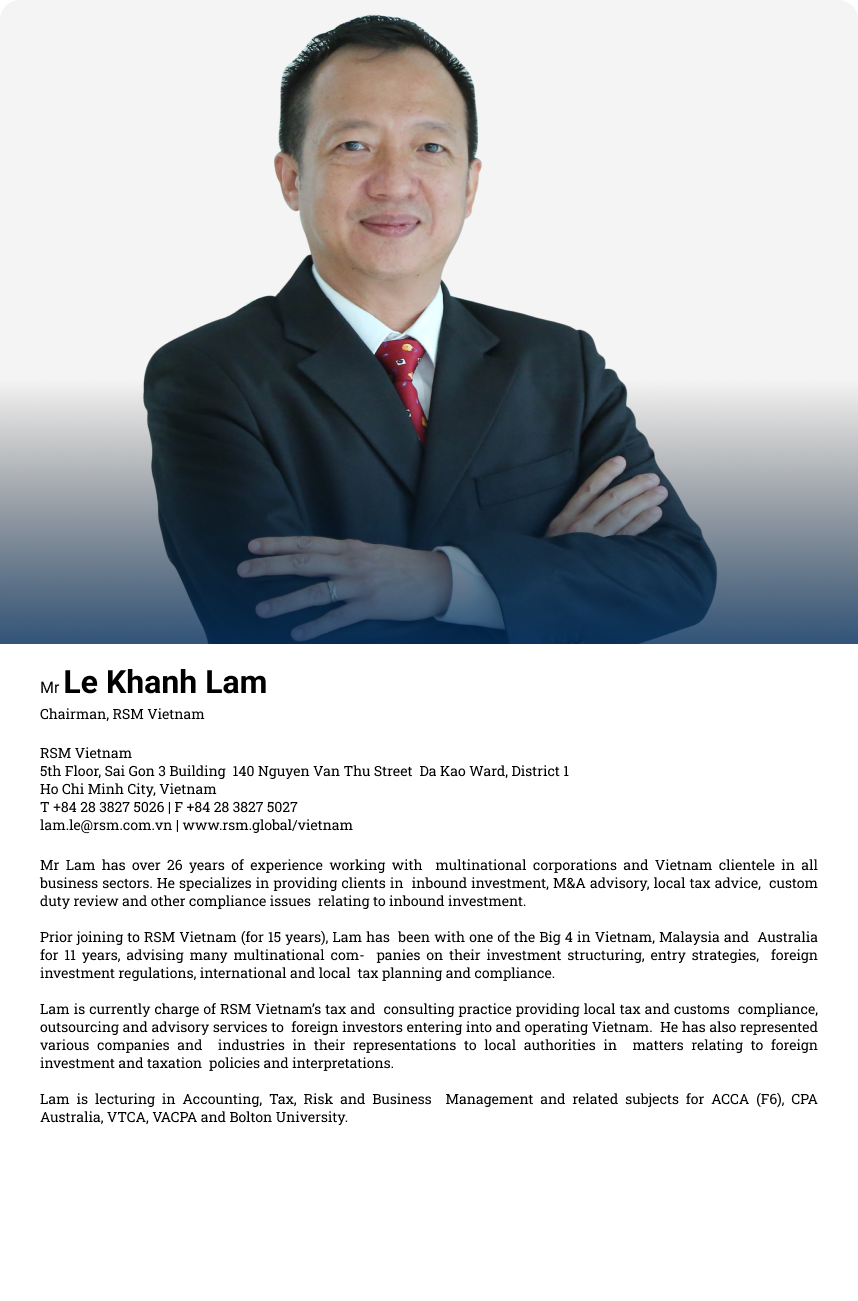 Mr Le Khanh Lam
Chairman, RSM Vietnam
RSM Vietnam
5th Floor, Sai Gon 3 Building 140 Nguyen Van Thu Street Da Kao Ward, District 1
Ho Chi Minh City, Vietnam
T +84 28 3827 5026 | F +84 28 3827 5027
lam.le@rsm.com.vn | www.rsm.global/vietnam
Mr Lam has over 26 years of experience working with multinational corporations and Vietnam clientele in all
business sectors. He specializes in providing clients in inbound investment, M&A advisory, local tax advice, custom
duty review and other compliance issues relating to inbound investment.
Prior joining to RSM Vietnam (for 15 years), Lam has been with one of the Big 4 in Vietnam, Malaysia and Australia
for 11 years, advising many multinational com- panies on their investment structuring, entry strategies, foreign
investment regulations, international and local tax planning and compliance.
Lam is currently charge of RSM Vietnam’s tax and consulting practice providing local tax and customs compliance,
outsourcing and advisory services to foreign investors entering into and operating Vietnam. He has also represented
various companies and industries in their representations to local authorities in matters relating to foreign
investment and taxation policies and interpretations.
Lam is lecturing in Accounting, Tax, Risk and Business Management and related subjects for ACCA (F6), CPA
Australia, VTCA, VACPA and Bolton University.